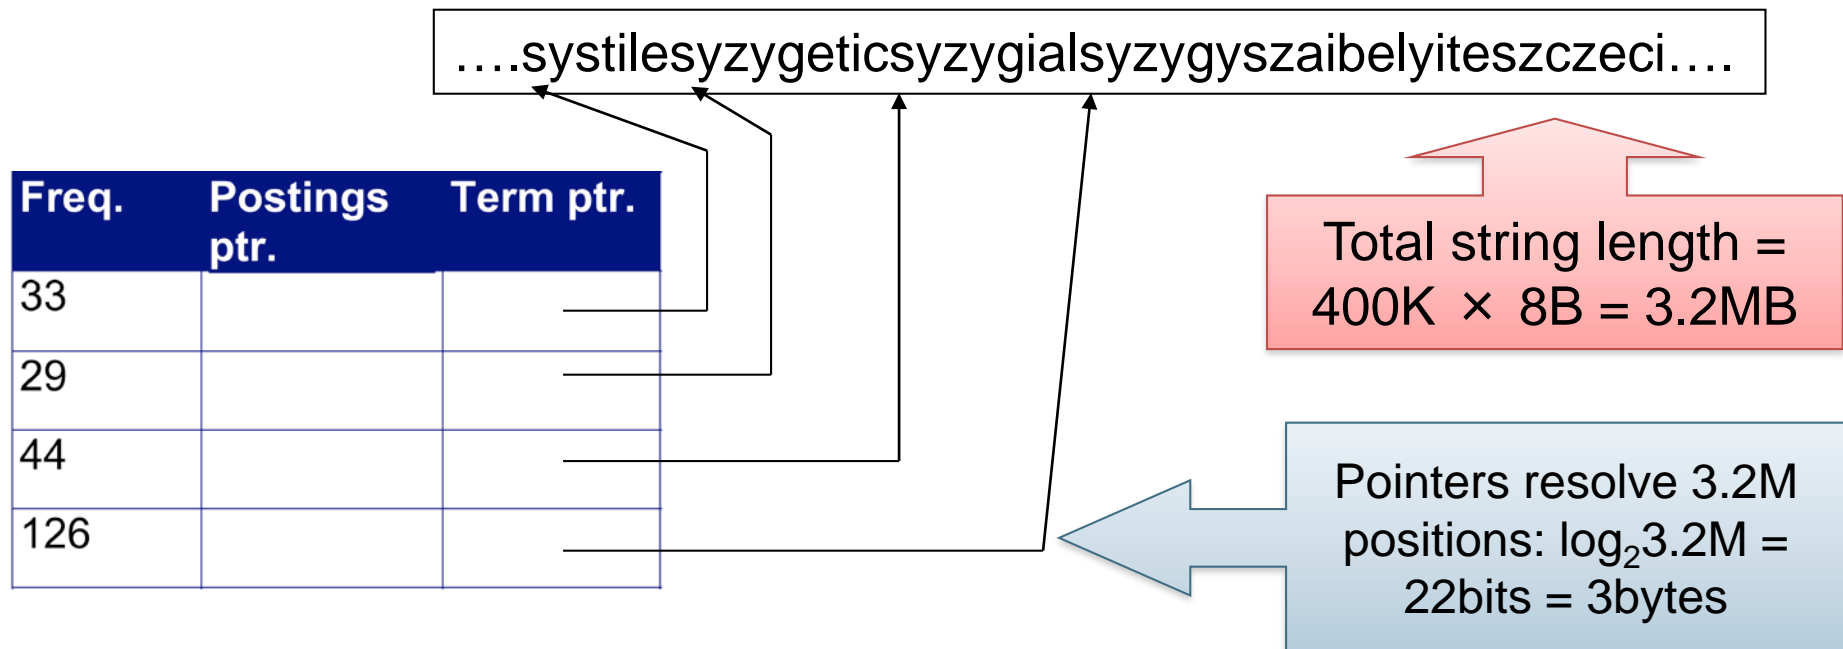 ….systilesyzygeticsyzygialsyzygyszaibelyiteszczeci….
Freq. Postings ptr. Term ptr.
33
29
44
126
Total string length =
400K × 8B = 3.2MB
Pointers resolve 3.2M
positions: log₂3.2M =
22bits = 3bytes